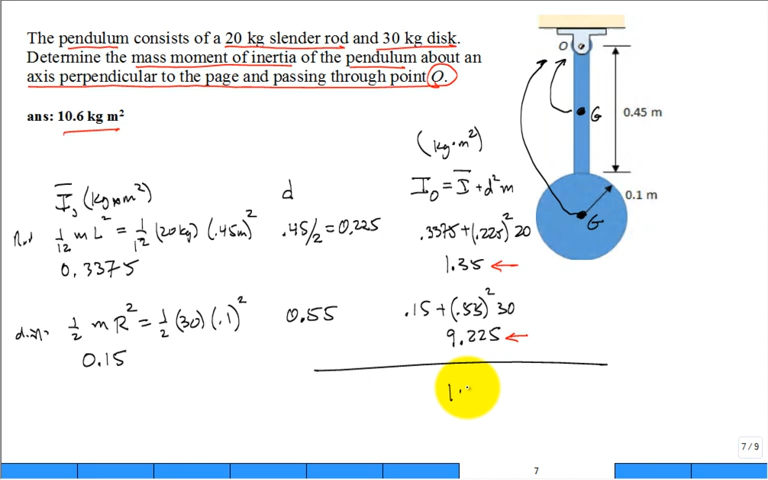 The pendulum consists of a 20 kg slender rod and 30 kg disk.
Determine the mass moment of inertia of the pendulum about an
axis perpendicular to the page and passing through point O.
ans: 10.6 kg m²
O
G
0.45 m
0.1 m
G
(kg·m²)
I̅, (kg m²)
d
I_O = I̅ + d²m
Rod
1/12 mL² = 1/12 (20kg) (.45m)²
.45/2 = 0.225
.3375 + (.225)² 20
0.3375
1.35 ←
disk
1/2 mR² = 1/2 (30) (.1)²
0.55
.15 + (.55)² 30
0.15
9.225 ←
1.
7 / 9
7